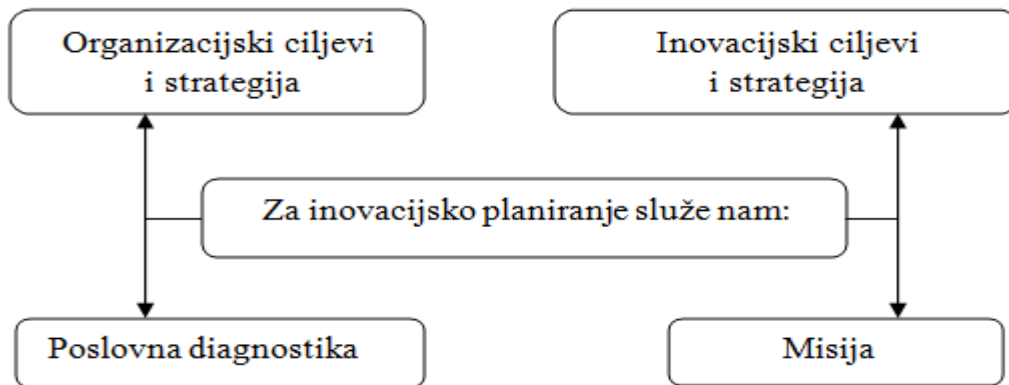 Organizacijski ciljevi
i strategija
Inovacijski ciljevi
i strategija
Za inovacijsko planiranje služe nam:
Poslovna diagnostika
Misija